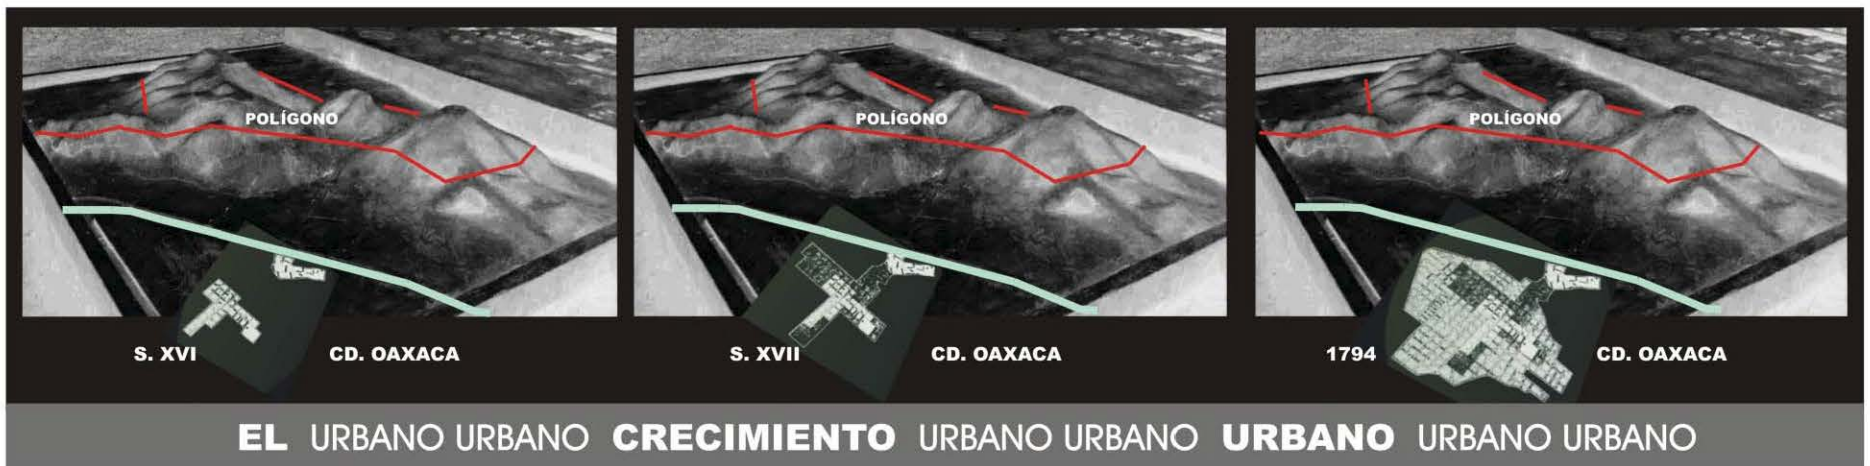 POLÍGONO
S. XVI CD. OAXACA
POLÍGONO
S. XVII CD. OAXACA
POLÍGONO
1794 CD. OAXACA
EL URBANO URBANO CRECIMIENTO URBANO URBANO URBANO URBANO URBANO